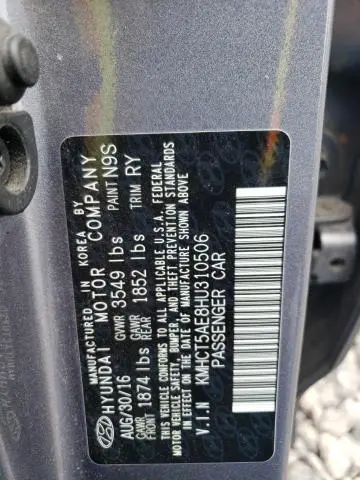 MANUFACTURED IN KOREA BY
HYUNDAI MOTOR COMPANY
AUG/30/16 GVWR 3549 lbs PAINT N9S
GAWR FRONT 1874 lbs GAWR REAR 1852 lbs TRIM RY
THIS VEHICLE CONFORMS TO ALL APPLICABLE U.S.A. FEDERAL
MOTOR VEHICLE SAFETY, BUMPER, AND THEFT PREVENTION STANDARDS
IN EFFECT ON THE DATE OF MANUFACTURE SHOWN ABOVE
V.I.N KMHCT5AE8HU310506
PASSENGER CAR